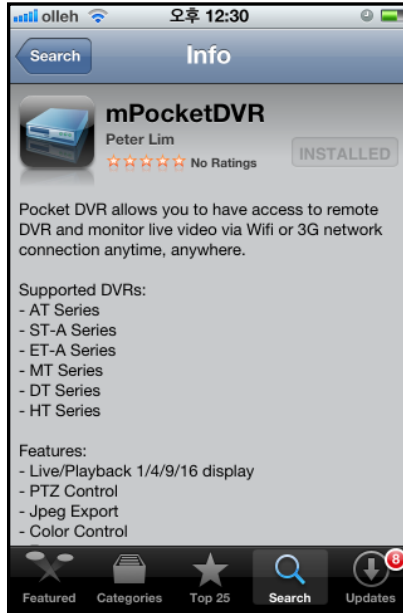 olleh 오후 12:30
Search Info
mPocketDVR
Peter Lim
No Ratings
INSTALLED
Pocket DVR allows you to have access to remote
DVR and monitor live video via Wifi or 3G network
connection anytime, anywhere.
Supported DVRs:
- AT Series
- ST-A Series
- ET-A Series
- MT Series
- DT Series
- HT Series
Features:
- Live/Playback 1/4/9/16 display
- PTZ Control
- Jpeg Export
- Color Control
8
Featured Categories Top 25 Search Updates